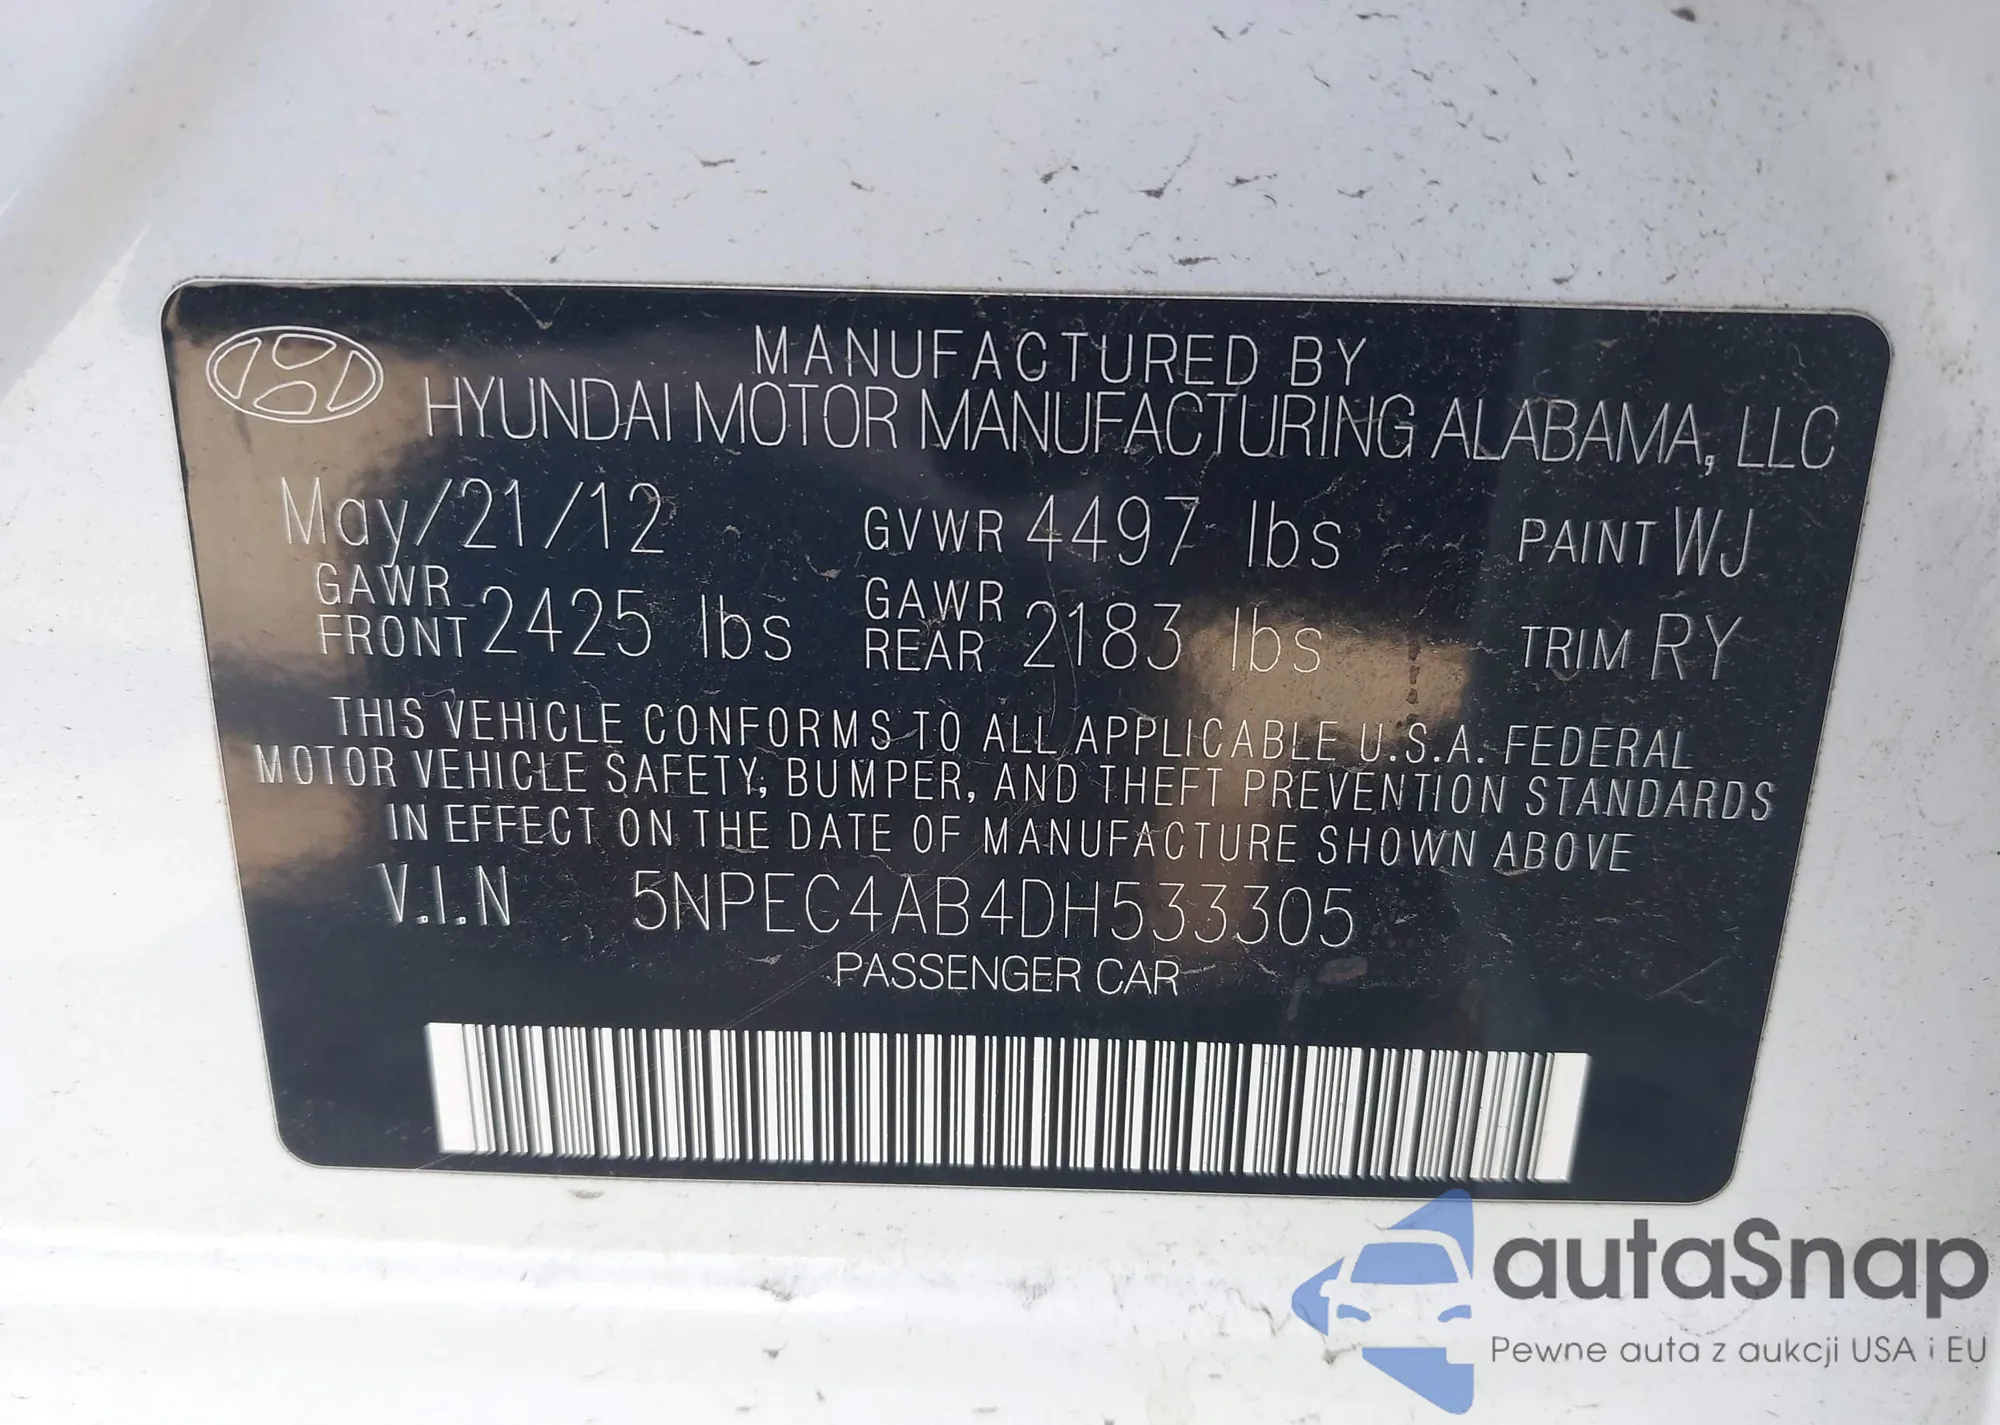 MANUFACTURED BY
HYUNDAI MOTOR MANUFACTURING ALABAMA, LLC
May/21/12 GVWR 4497 lbs PAINT WJ
GAWR FRONT 2425 lbs GAWR REAR 2183 lbs TRIM RY
THIS VEHICLE CONFORMS TO ALL APPLICABLE U.S.A. FEDERAL
MOTOR VEHICLE SAFETY, BUMPER, AND THEFT PREVENTION STANDARDS
IN EFFECT ON THE DATE OF MANUFACTURE SHOWN ABOVE
V.I.N 5NPEC4AB4DH533305
PASSENGER CAR
autaSnap
Pewne auta z aukcji USA i EU